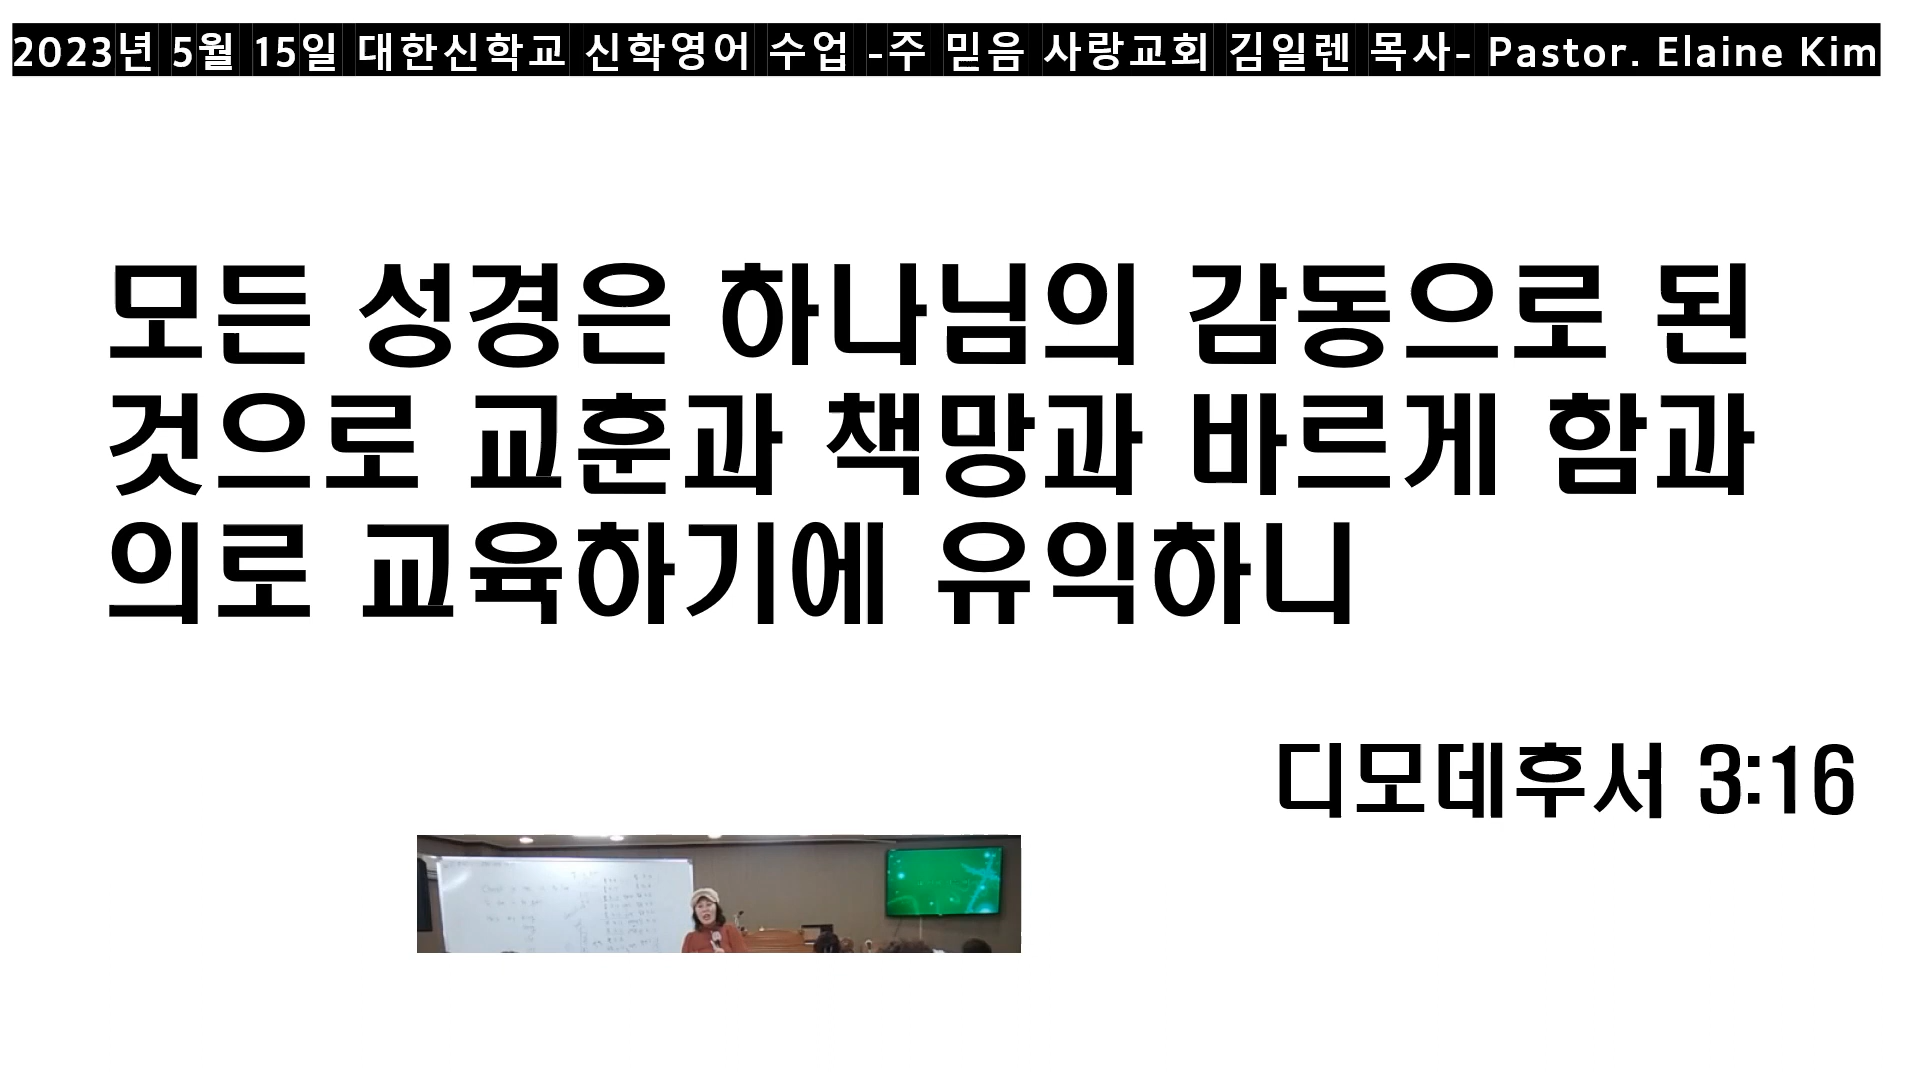 2023년 5월 15일 대한신학교 신학영어 수업 -주 믿음 사랑교회 김일렌 목사- Pastor. Elaine Kim
모든 성경은 하나님의 감동으로 된
것으로 교훈과 책망과 바르게 함과
의로 교육하기에 유익하니
디모데후서 3:16